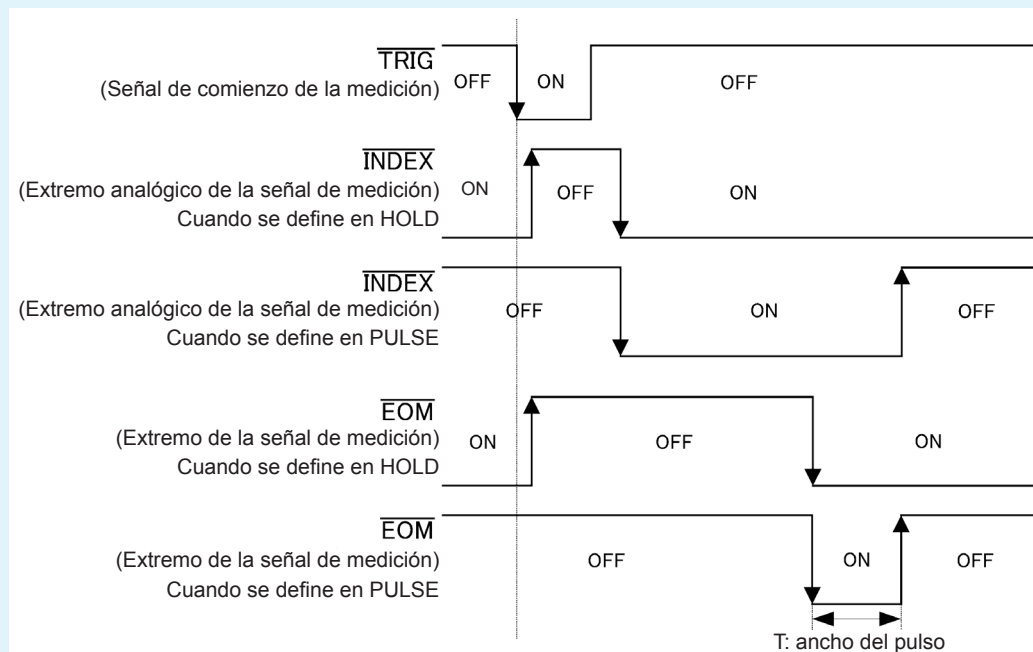 TRIG
(Señal de comienzo de la medición)
OFF
ON
OFF
INDEX
(Extremo analógico de la señal de medición)
Cuando se define en HOLD
ON
OFF
ON
INDEX
(Extremo analógico de la señal de medición)
Cuando se define en PULSE
OFF
ON
OFF
EOM
(Extremo de la señal de medición)
Cuando se define en HOLD
ON
OFF
ON
EOM
(Extremo de la señal de medición)
Cuando se define en PULSE
OFF
ON
OFF
T: ancho del pulso